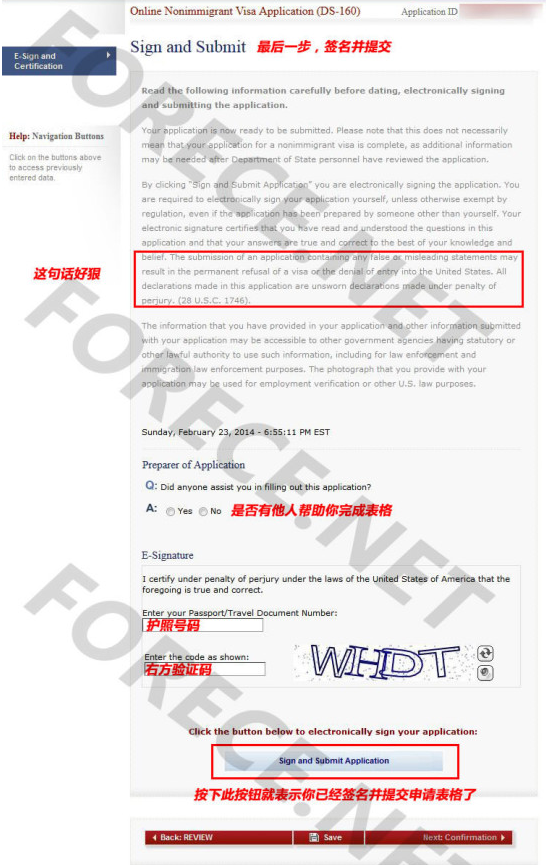 Online Nonimmigrant Visa Application (DS-160)
Application ID
Sign and Submit 最后一步，签名并提交
E-Sign and
Certification
Help: Navigation Buttons
Click on the buttons above
to access previously
entered data.
这句话好狠
Read the following information carefully before dating, electronically signing
and submitting the application.
Your application is now ready to be submitted. Please note that this does not necessarily
mean that your application for a nonimmigrant visa is complete, as additional information
may be needed after Department of State personnel have reviewed the application.
By clicking "Sign and Submit Application" you are electronically signing the application. You
are required to electronically sign your application yourself, unless otherwise exempt by
regulation, even if the application has been prepared by someone other than yourself. Your
electronic signature certifies that you have read and understood the questions in this
application and that your answers are true and correct to the best of your knowledge and
belief. The submission of an application containing any false or misleading statements may
result in the permanent refusal of a visa or the denial of entry into the United States. All
declarations made in this application are unsworn declarations made under penalty of
perjury. (28 U.S.C. 1746).
The information that you have provided in your application and other information submitted
with your application may be accessible to other government agencies having statutory or
other lawful authority to use such information, including for law enforcement and
immigration law enforcement purposes. The photograph that you provide with your
application may be used for employment verification or other U.S. law purposes.
Sunday, February 23, 2014 - 6:55:11 PM EST
Preparer of Application
Q: Did anyone assist you in filling out this application?
A: Yes No 是否有他人帮助你完成表格
E-Signature
I certify under penalty of perjury under the laws of the United States of America that the
foregoing is true and correct.
Enter your Passport/Travel Document Number:
护照号码
Enter the code as shown:
右方验证码
WHDT
Click the button below to electronically sign your application:
Sign and Submit Application
按下此按钮就表示你已经签名并提交申请表格了
Back: REVIEW
Save
Next: Confirmation
FORECE.NET
FORECE.NET
FORECE.NET